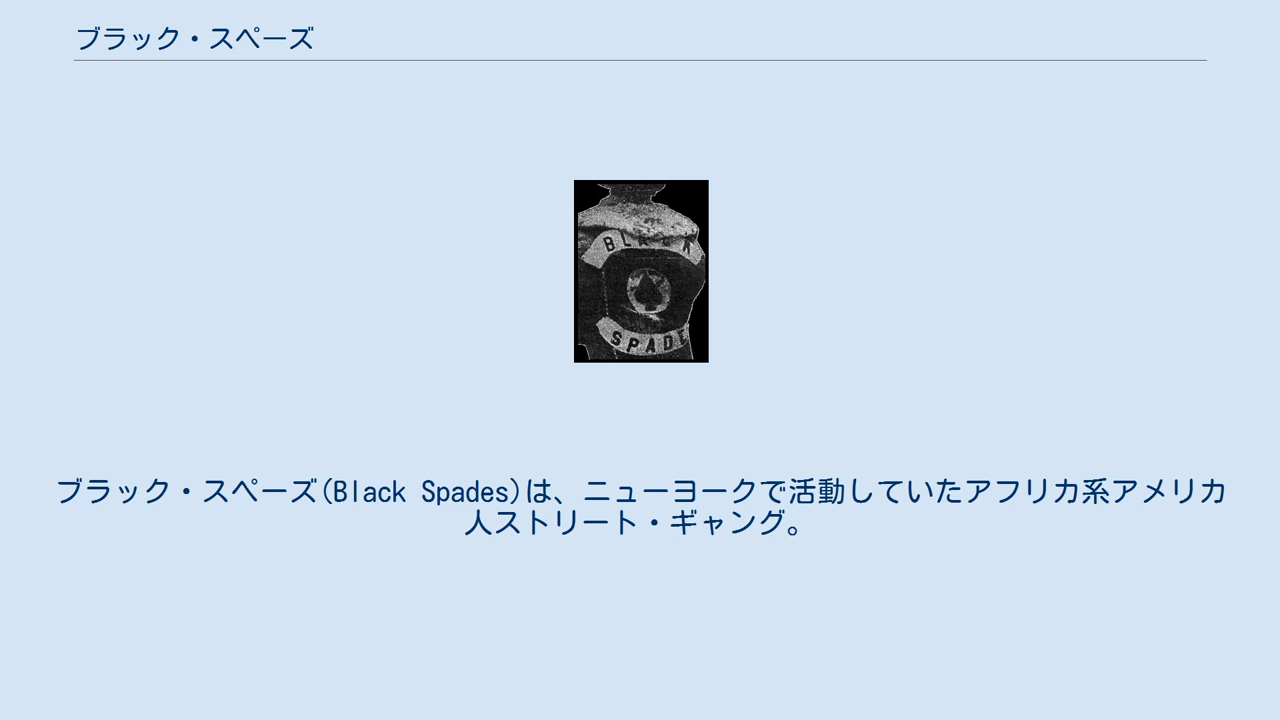 ブラック・スペーズ
BLACK
SPADE
ブラック・スペーズ(Black Spades)は、ニューヨークで活動していたアフリカ系アメリカ
人ストリート・ギャング。